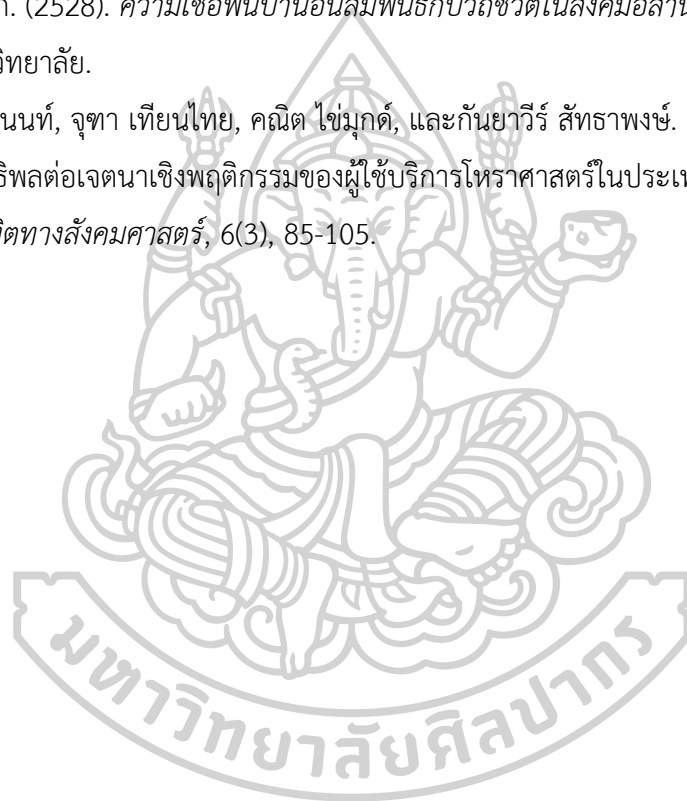 ก. (2528). ความเชื่อพื้นบ้านอันสัมพันธ์กับวิถีชีวิตในสังคมอีสาน
วิทยาลัย.
นนท์, จุฑา เทียนไทย, คณิต ไข่มุกด์, และกันยาวีร์ สัทธาพงษ์.
ธิพลต่อเจตนาเชิงพฤติกรรมของผู้ใช้บริการโหราศาสตร์ในประเท
ทางสังคมศาสตร์, 6(3), 85-105.
มหาวิทยาลัยศิลปากร